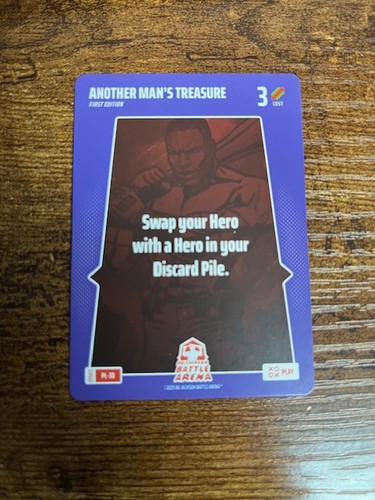 ANOTHER MAN'S TREASURE
FIRST EDITION
3
COST
Swap your Hero
with a Hero in your
Discard Pile.
PL-30
BATTLE
ARENA
PLAY